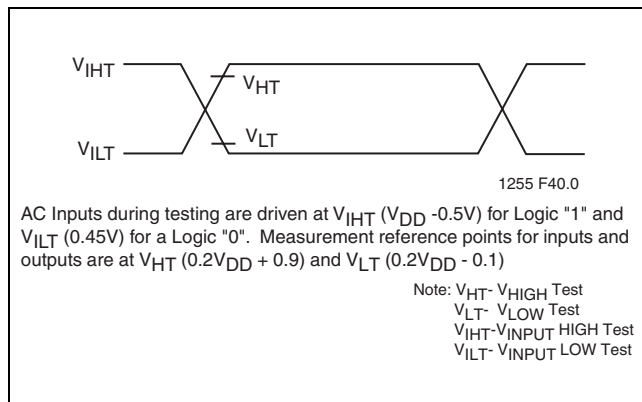 VIHT
VHT
VLT
VILT
1255 F40.0
AC Inputs during testing are driven at VIHT (VDD -0.5V) for Logic "1" and
VILT (0.45V) for a Logic "0". Measurement reference points for inputs and
outputs are at VHT (0.2VDD + 0.9) and VLT (0.2VDD - 0.1)
Note: VHT- VHIGH Test
VLT- VLOW Test
VIHT-VINPUT HIGH Test
VILT- VINPUT LOW Test